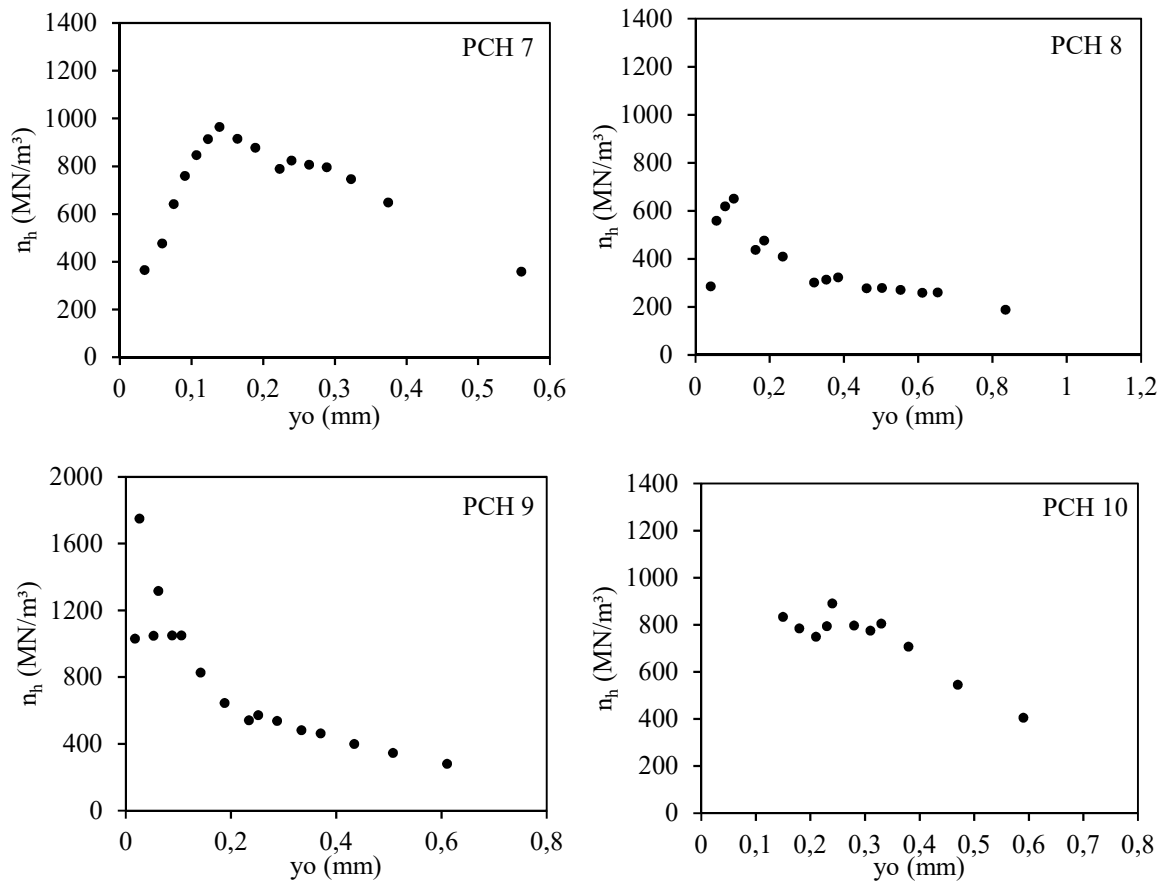 PCH 7
1400
1200
1000
800
600
400
200
0
n_h (MN/m³)
0 0,1 0,2 0,3 0,4 0,5 0,6
yo (mm)
PCH 8
1400
1200
1000
800
600
400
200
0
n_h (MN/m³)
0 0,2 0,4 0,6 0,8 1 1,2
yo (mm)
PCH 9
2000
1600
1200
800
400
0
n_h (MN/m³)
0 0,2 0,4 0,6 0,8
yo (mm)
PCH 10
1400
1200
1000
800
600
400
200
0
n_h (MN/m³)
0 0,1 0,2 0,3 0,4 0,5 0,6 0,7 0,8
yo (mm)